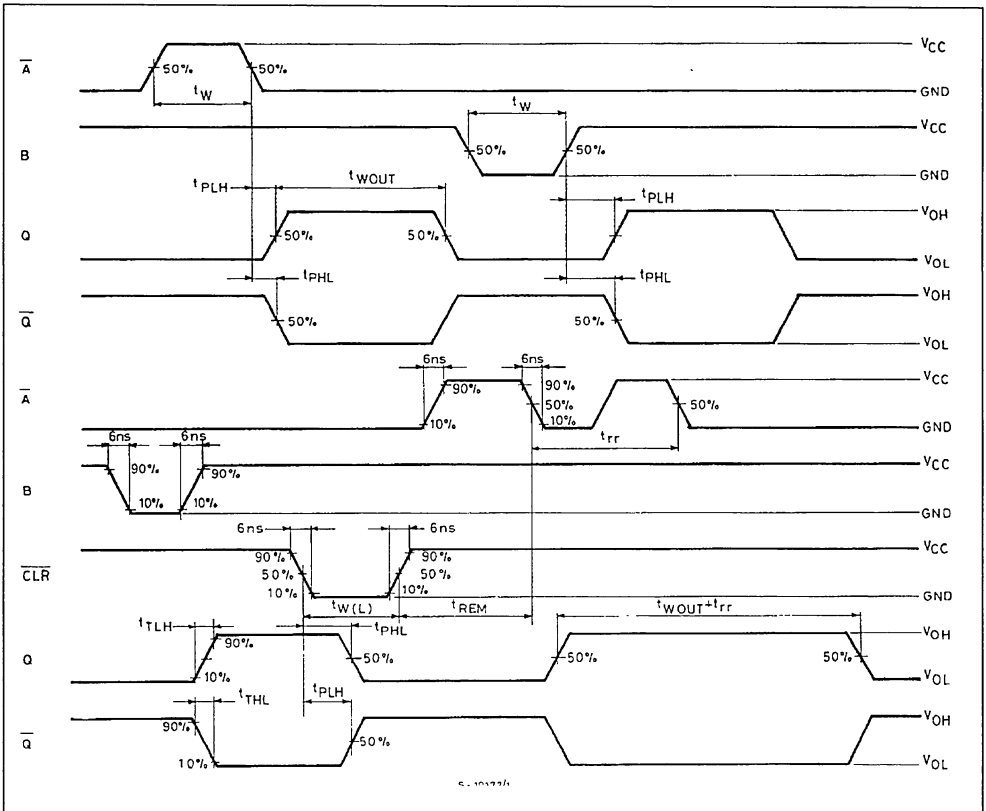 A̅
50%
50%
VCC
tW
GND
B
tW
VCC
50%
50%
GND
tPLH
tWOUT
tPLH
Q
50%
50%
VOH
VOL
tPHL
tPHL
Q̅
50%
50%
VOH
VOL
A̅
6ns
6ns
VCC
90%
90%
10%
50%
50%
10%
GND
trr
B
6ns
6ns
VCC
90%
90%
10%
10%
GND
C̅L̅R̅
6ns
6ns
VCC
90%
90%
50%
50%
10%
10%
GND
tW(L)
tREM
tWOUT+trr
Q
tTLH
tPHL
VOH
90%
50%
50%
50%
10%
VOL
Q̅
tTHL
tPLH
VOH
90%
50%
10%
VOL